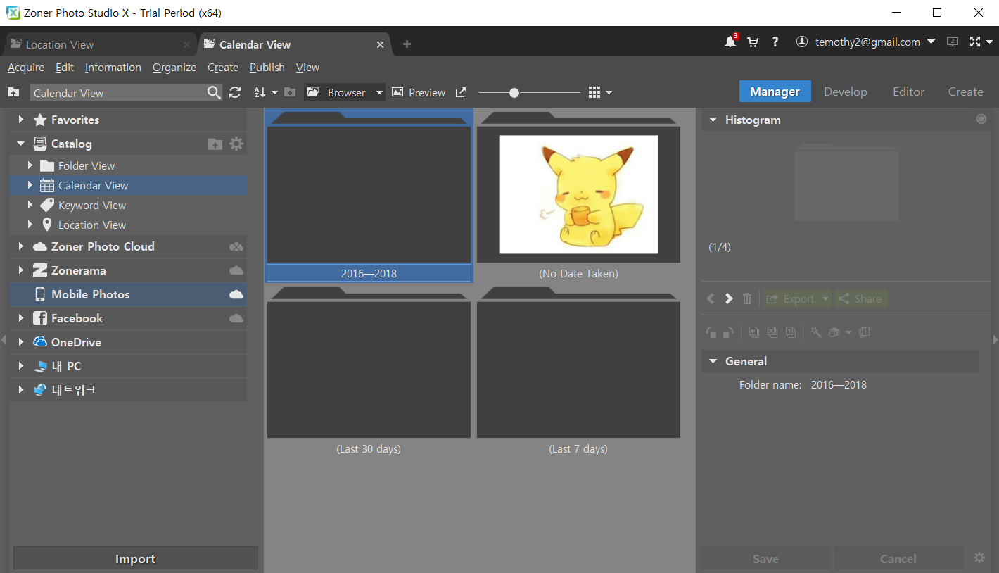 Zoner Photo Studio X - Trial Period (x64)
Location View
Calendar View
3
temothy2@gmail.com
2
Acquire Edit Information Organize Create Publish View
Calendar View
Browser
Preview
Manager Develop Editor Create
Favorites
Catalog
Folder View
Calendar View
Keyword View
Location View
Zoner Photo Cloud
Zonerama
Mobile Photos
Facebook
OneDrive
내 PC
네트워크
Import
2016—2018
(No Date Taken)
(Last 30 days)
(Last 7 days)
Histogram
(1/4)
Export
Share
General
Folder name: 2016—2018
Save
Cancel